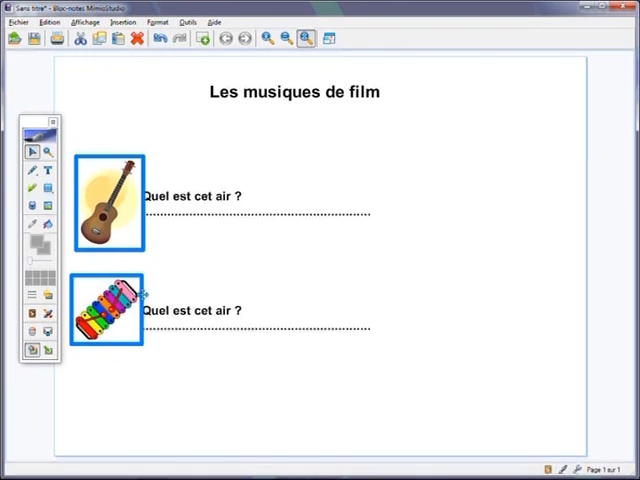 Sans titre* - Bloc-notes MimioStudio
Fichier Edition Affichage Insertion Format Outils Aide
Les musiques de film
Quel est cet air ?
................................................................
Quel est cet air ?
................................................................
Page 1 sur 1